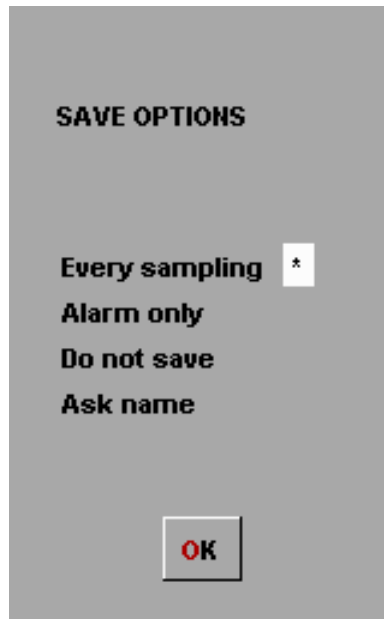 SAVE OPTIONS
Every sampling *
Alarm only
Do not save
Ask name
OK